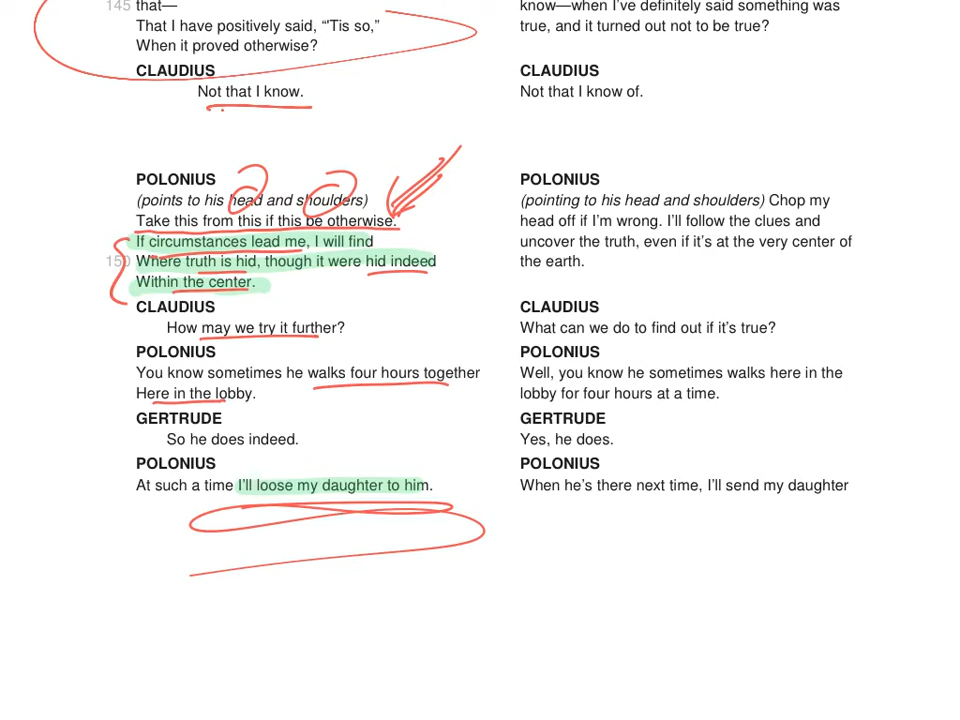 145 that—
That I have positively said, “‘Tis so,”
When it proved otherwise?
CLAUDIUS
Not that I know.
POLONIUS
(points to his head and shoulders)
Take this from this if this be otherwise.
If circumstances lead me, I will find
150 Where truth is hid, though it were hid indeed
Within the center.
CLAUDIUS
How may we try it further?
POLONIUS
You know sometimes he walks four hours together
Here in the lobby.
GERTRUDE
So he does indeed.
POLONIUS
At such a time I’ll loose my daughter to him.
know—when I’ve definitely said something was
true, and it turned out not to be true?
CLAUDIUS
Not that I know of.
POLONIUS
(pointing to his head and shoulders) Chop my
head off if I’m wrong. I’ll follow the clues and
uncover the truth, even if it’s at the very center of
the earth.
CLAUDIUS
What can we do to find out if it’s true?
POLONIUS
Well, you know he sometimes walks here in the
lobby for four hours at a time.
GERTRUDE
Yes, he does.
POLONIUS
When he’s there next time, I’ll send my daughter